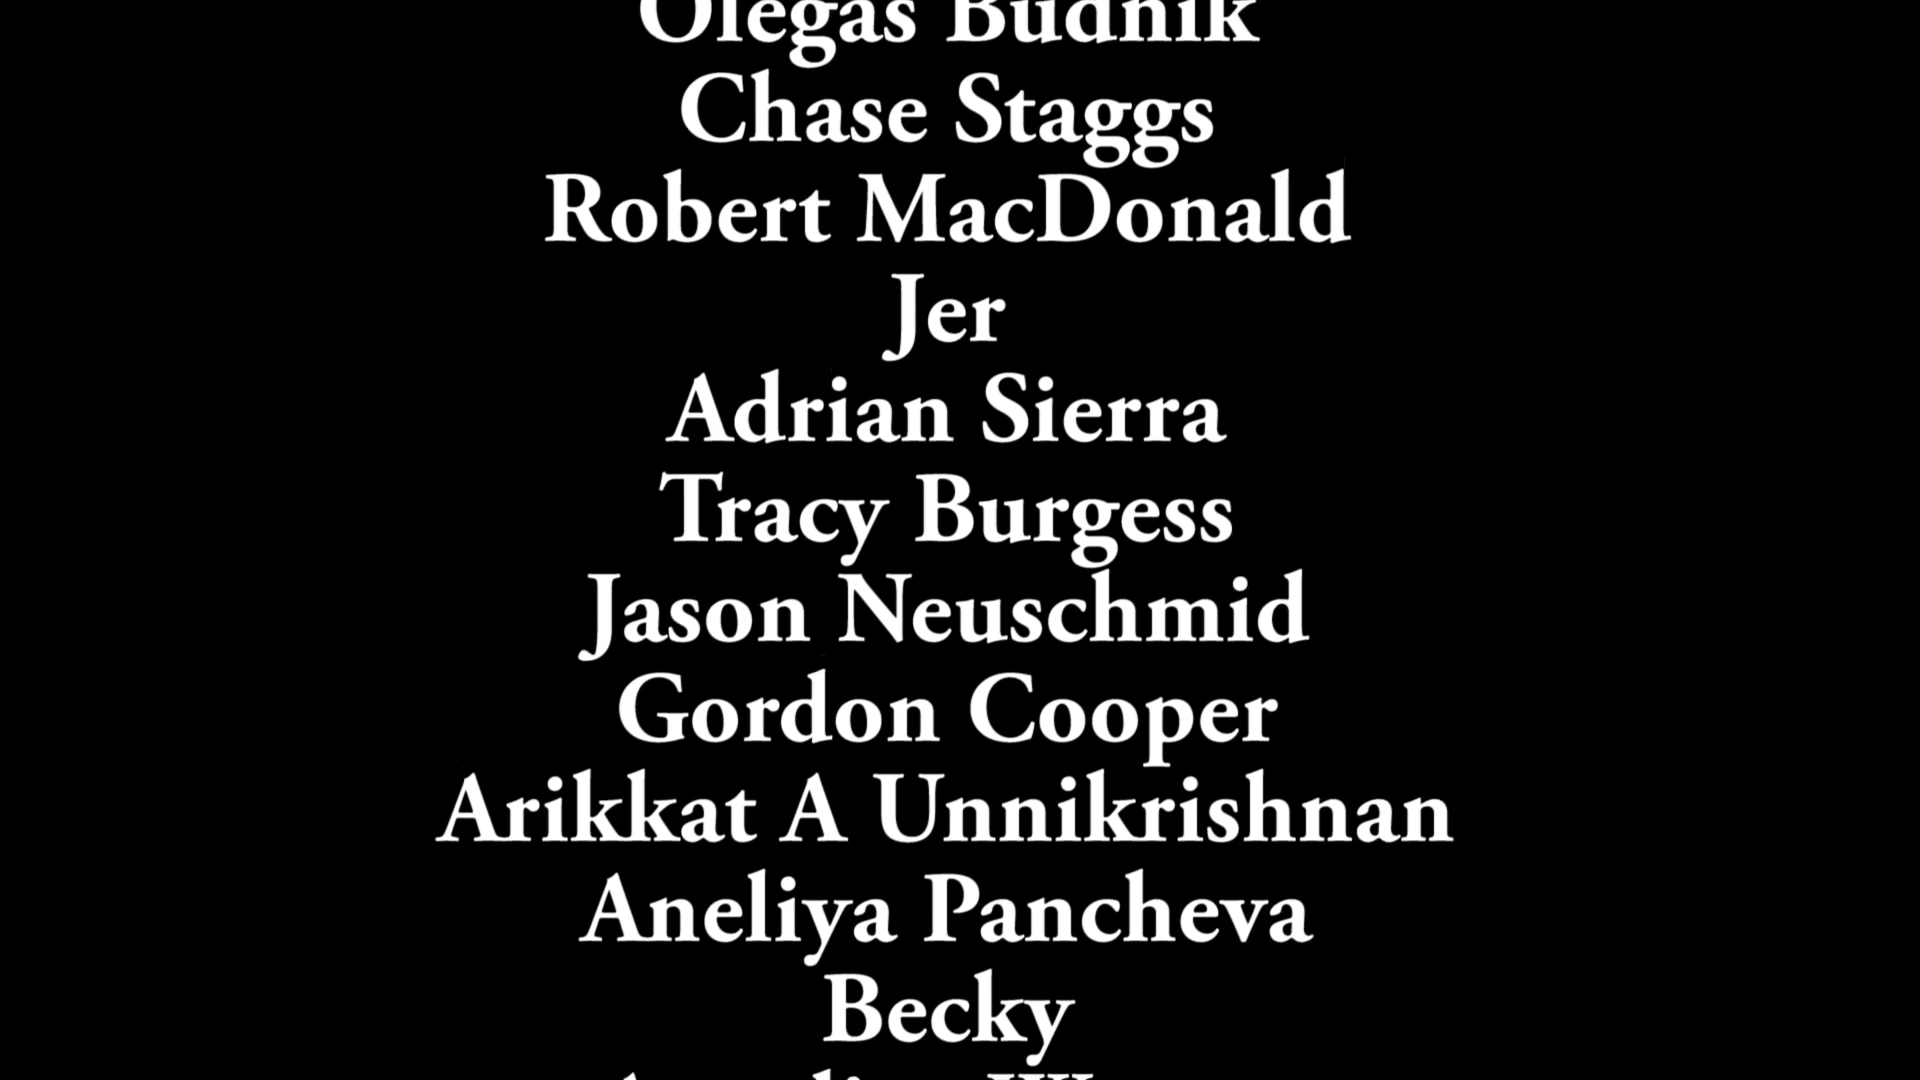 Olegas Budnik
Chase Staggs
Robert MacDonald
Jer
Adrian Sierra
Tracy Burgess
Jason Neuschmid
Gordon Cooper
Arikkat A Unnikrishnan
Aneliya Pancheva
Becky